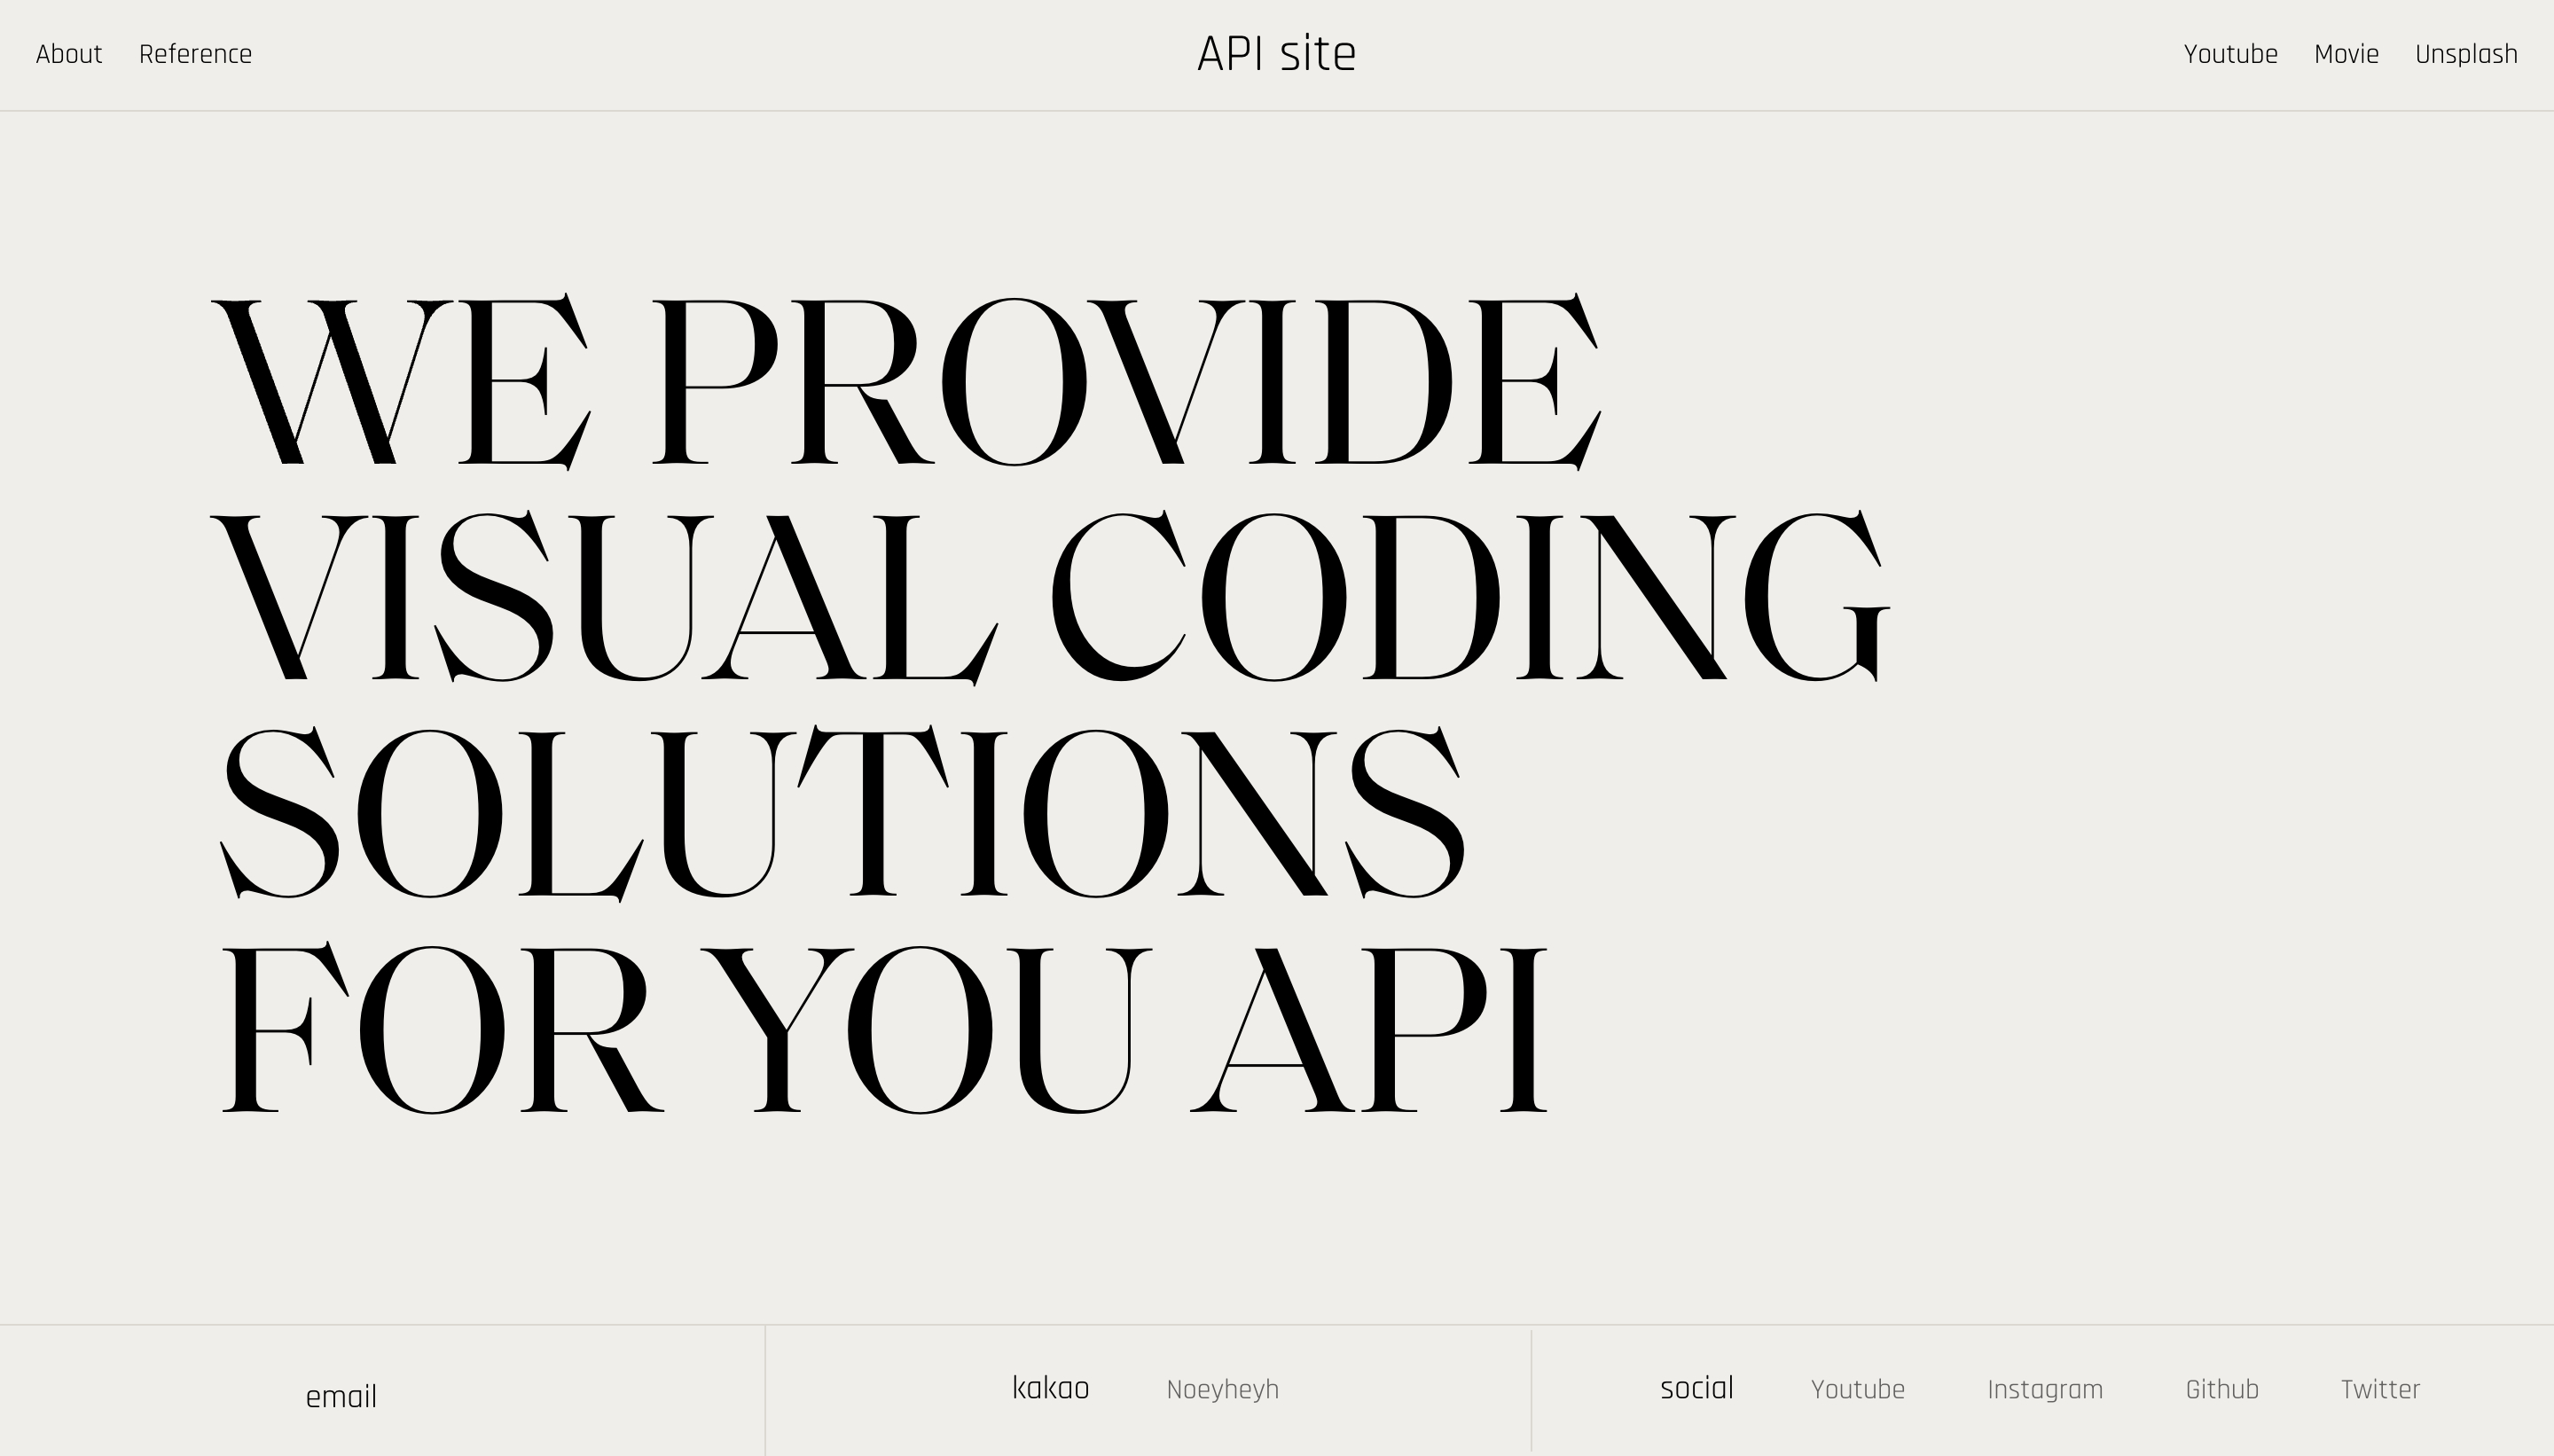 About Reference API site Youtube Movie Unsplash
WE PROVIDE
VISUAL CODING
SOLUTIONS
FOR YOU API
email kakao Noeyheyh social Youtube Instagram Github Twitter